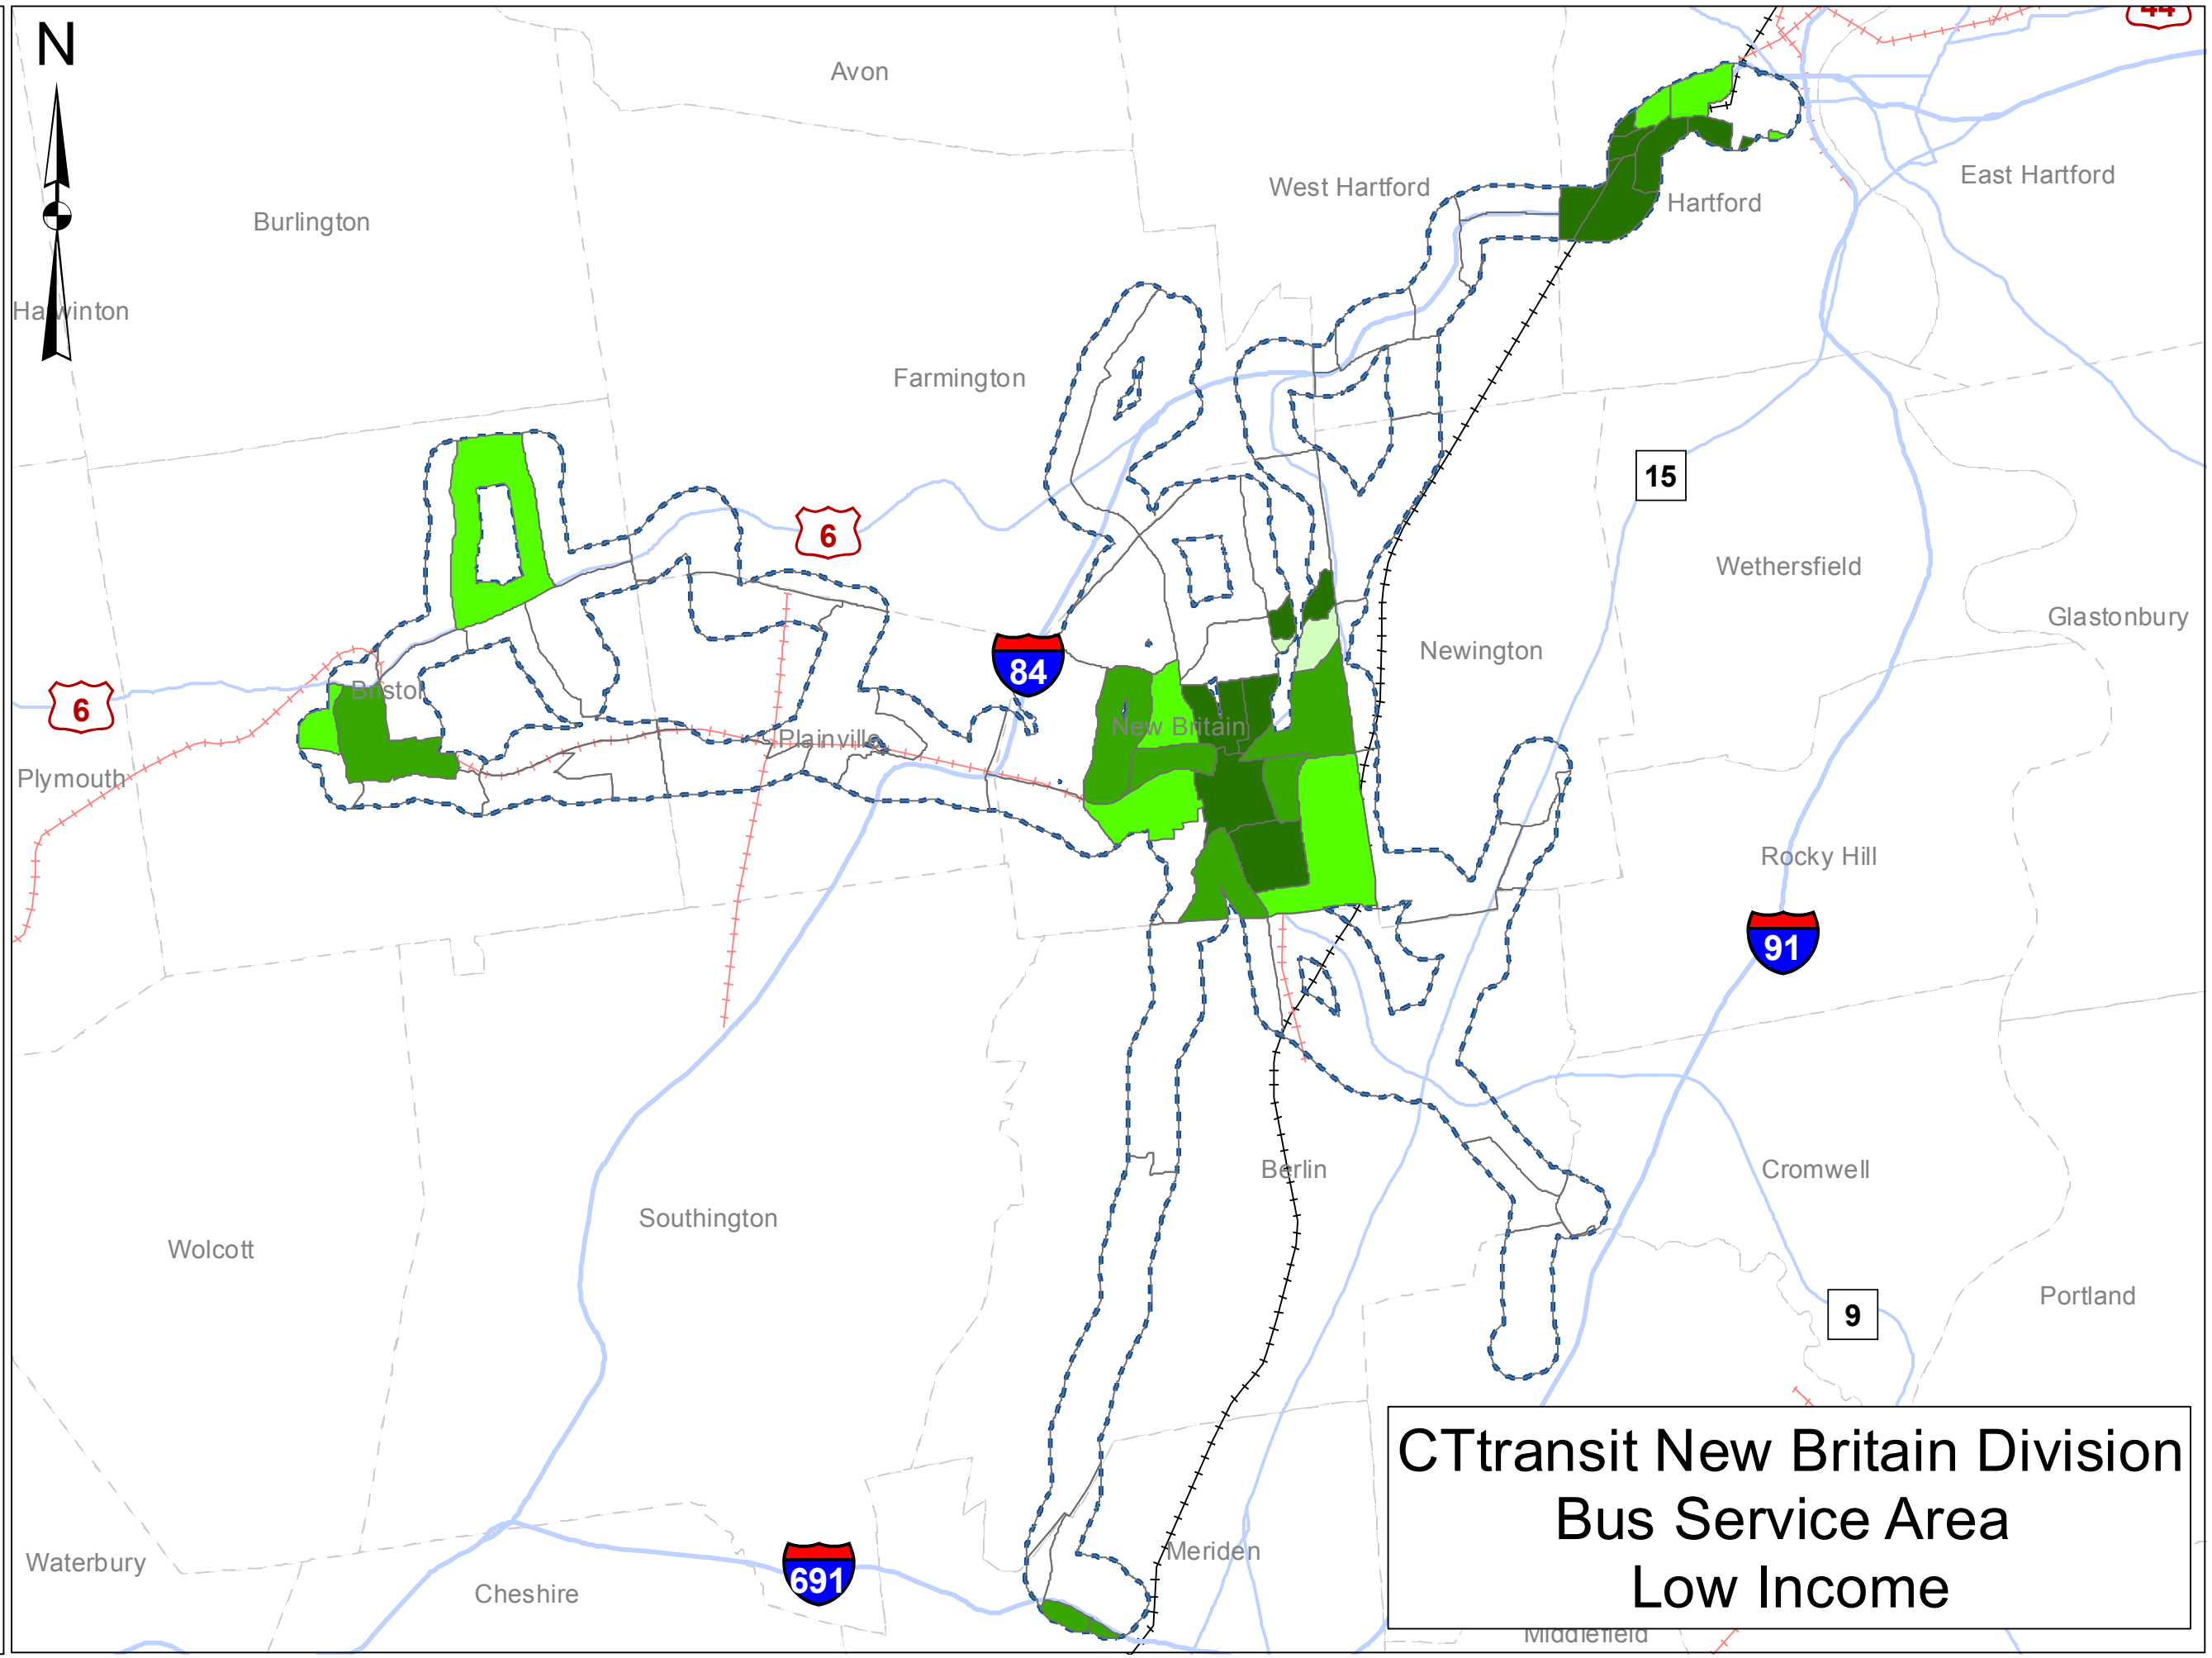 N
44
Avon
East Hartford
West Hartford
Hartford
Burlington
Harwinton
Farmington
15
6
Wethersfield
Glastonbury
Newington
84
Bristol
6
New Britain
Plainville
Plymouth
Rocky Hill
91
Berlin
Cromwell
Southington
Wolcott
Portland
9
CTtransit New Britain Division
Bus Service Area
Low Income
Meriden
Waterbury
691
Cheshire
Middlefield